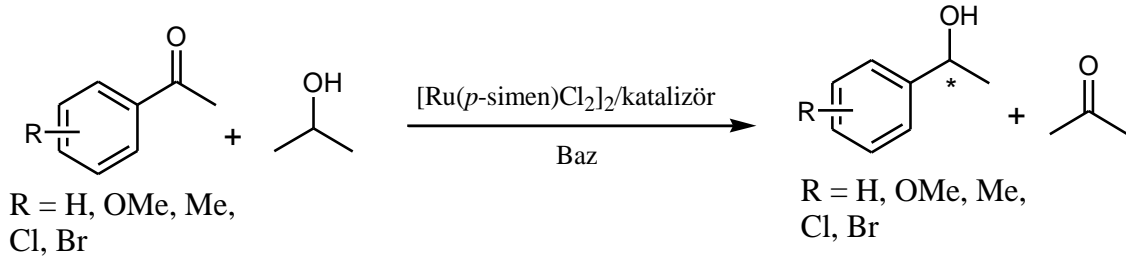 O
OH
R
+
OH
[Ru(p-simen)Cl2]2/katalizör
Baz
*
R
+
O
R = H, OMe, Me,
Cl, Br
R = H, OMe, Me,
Cl, Br